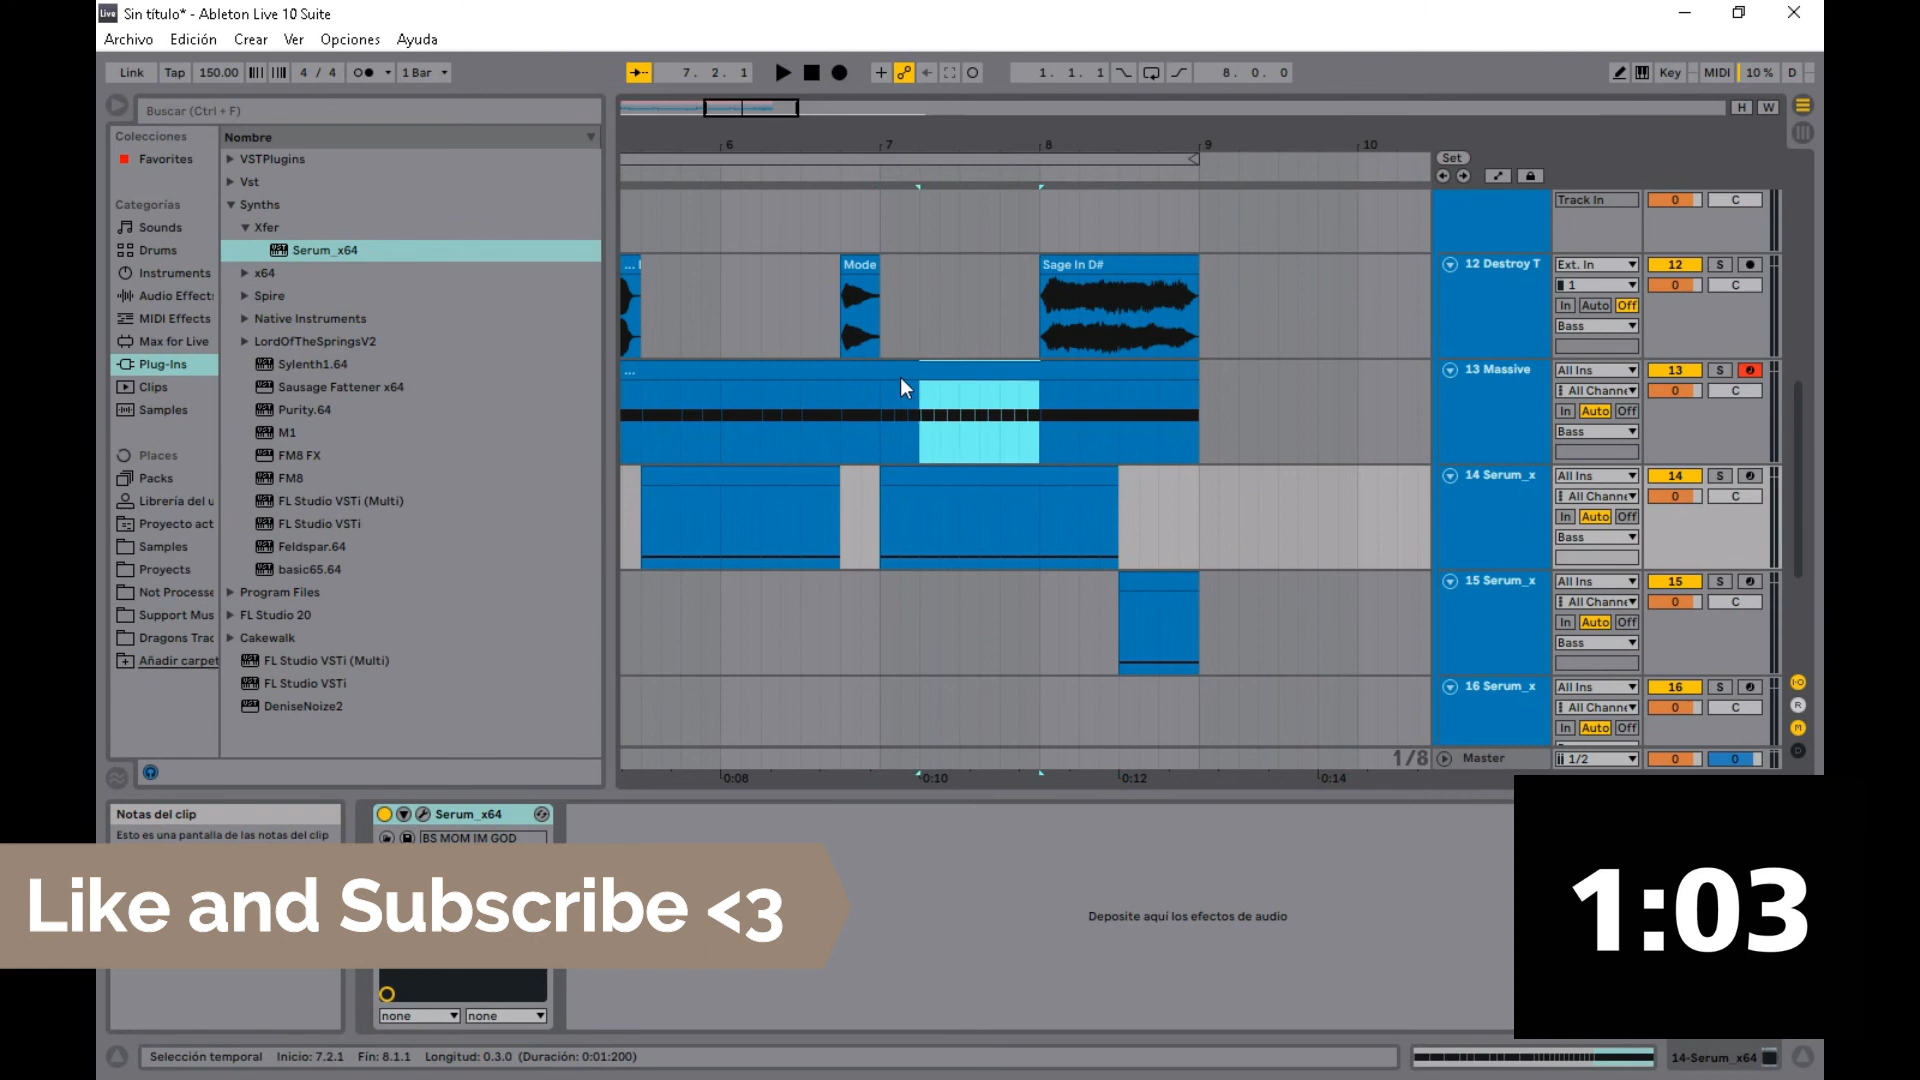 Live Sin título* - Ableton Live 10 Suite
Archivo Edición Crear Ver Opciones Ayuda
Link Tap 150.00 4 / 4 1 Bar 7. 2. 1 1. 1. 1 8. 0. 0 Key MIDI 10 % D
Buscar (Ctrl + F)
H W
Colecciones
Favorites
Categorías
Sounds
Drums
Instruments
Audio Effect
MIDI Effects
Max for Live
Plug-Ins
Clips
Samples
Places
Packs
Librería del u
Proyecto act
Samples
Projects
Not Processe
Support Mus
Dragons Trac
Añadir carpet
Nombre
VSTPlugins
Vst
Synths
Xfer
Serum_x64
x64
Spire
Native Instruments
LordOfTheSpringsV2
Sylenth1.64
Sausage Fattener x64
Purity.64
M1
FM8 FX
FM8
FL Studio VSTi (Multi)
FL Studio VSTi
Feldspar.64
basic65.64
Program Files
FL Studio 20
Cakewalk
FL Studio VSTi (Multi)
FL Studio VSTi
DeniseNoize2
6 7 8 9 10
Set
Track In 0 C
Mode
Sage In D#
12 Destroy T Ext. In 12 S
1 0 C
In Auto Off
Bass
...
13 Massive All Ins 13 S
All Channe 0 C
In Auto Off
Bass
14 Serum_x All Ins 14 S
All Channe 0 C
In Auto Off
Bass
15 Serum_x All Ins 15 S
All Channe 0 C
In Auto Off
Bass
16 Serum_x All Ins 16 S
All Channe 0 C
In Auto Off
1/8 Master 1/2 0 0
0:08 0:10 0:12 0:14
Notas del clip
Esto es una pantalla de las notas del clip
Serum_x64
BS MOM IM GOD
none none
Deposite aquí los efectos de audio
Like and Subscribe <3
1:03
Selección temporal Inicio: 7.2.1 Fin: 8.1.1 Longitud: 0.3.0 (Duración: 0:01:200)
14-Serum_x64